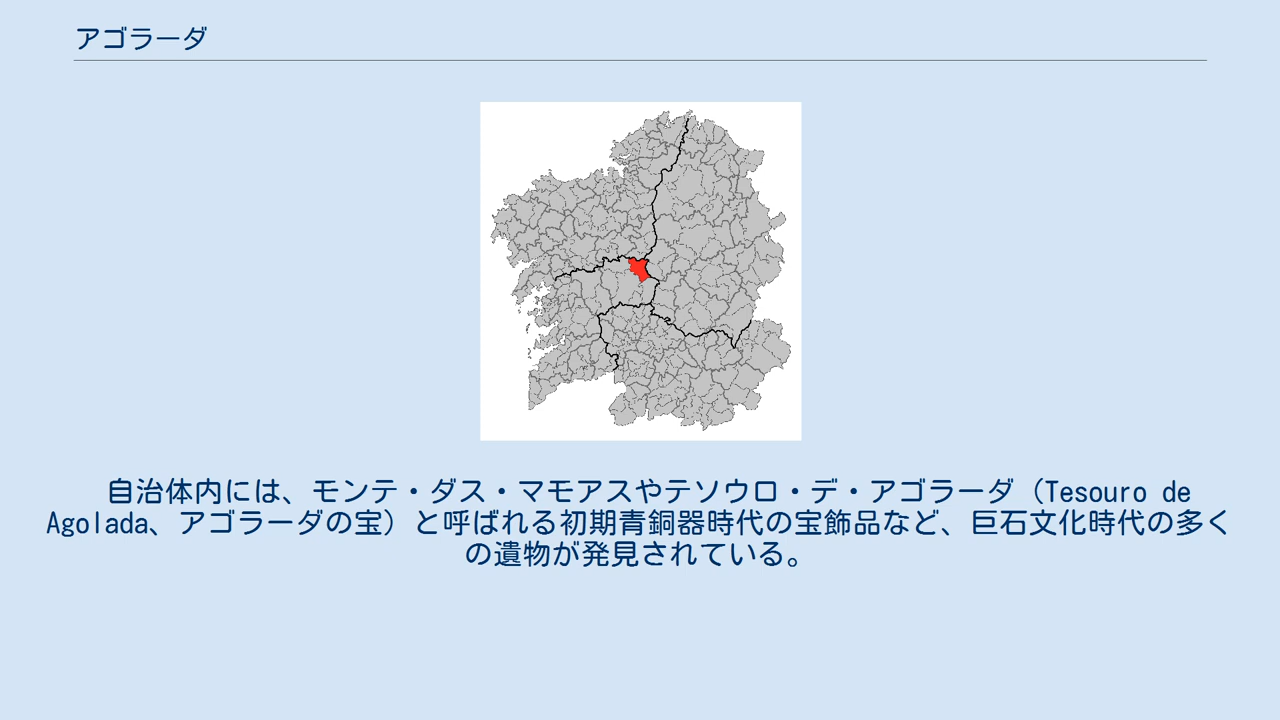 アゴラーダ
自治体内には、モンテ・ダス・マモアスやテソウロ・デ・アゴラーダ（Tesouro de
Agolada、アゴラーダの宝）と呼ばれる初期青銅器時代の宝飾品など、巨石文化時代の多く
の遺物が発見されている。